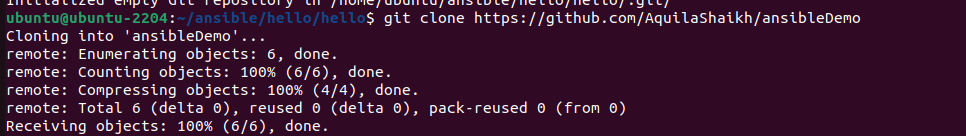 Initialized empty Git repository in /home/ubuntu/ansible/hello/hello/.git/
ubuntu@ubuntu-2204:~/ansible/hello/hello$ git clone https://github.com/AquilaShaikh/ansibleDemo
Cloning into 'ansibleDemo'...
remote: Enumerating objects: 6, done.
remote: Counting objects: 100% (6/6), done.
remote: Compressing objects: 100% (4/4), done.
remote: Total 6 (delta 0), reused 0 (delta 0), pack-reused 0 (from 0)
Receiving objects: 100% (6/6), done.